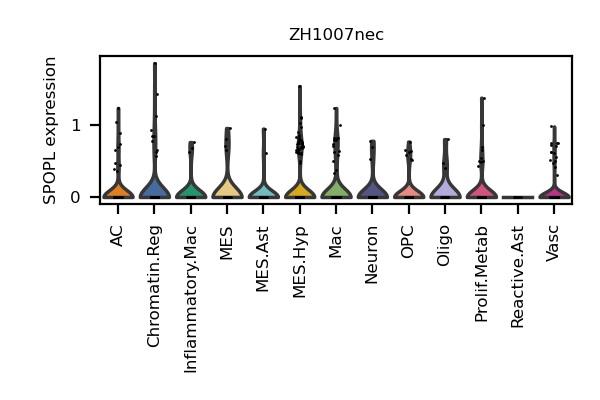 ZH1007nec
SPOPL expression
1
0
AC
Chromatin.Reg
Inflammatory.Mac
MES
MES.Ast
MES.Hyp
Mac
Neuron
OPC
Oligo
Prolif.Metab
Reactive.Ast
Vasc